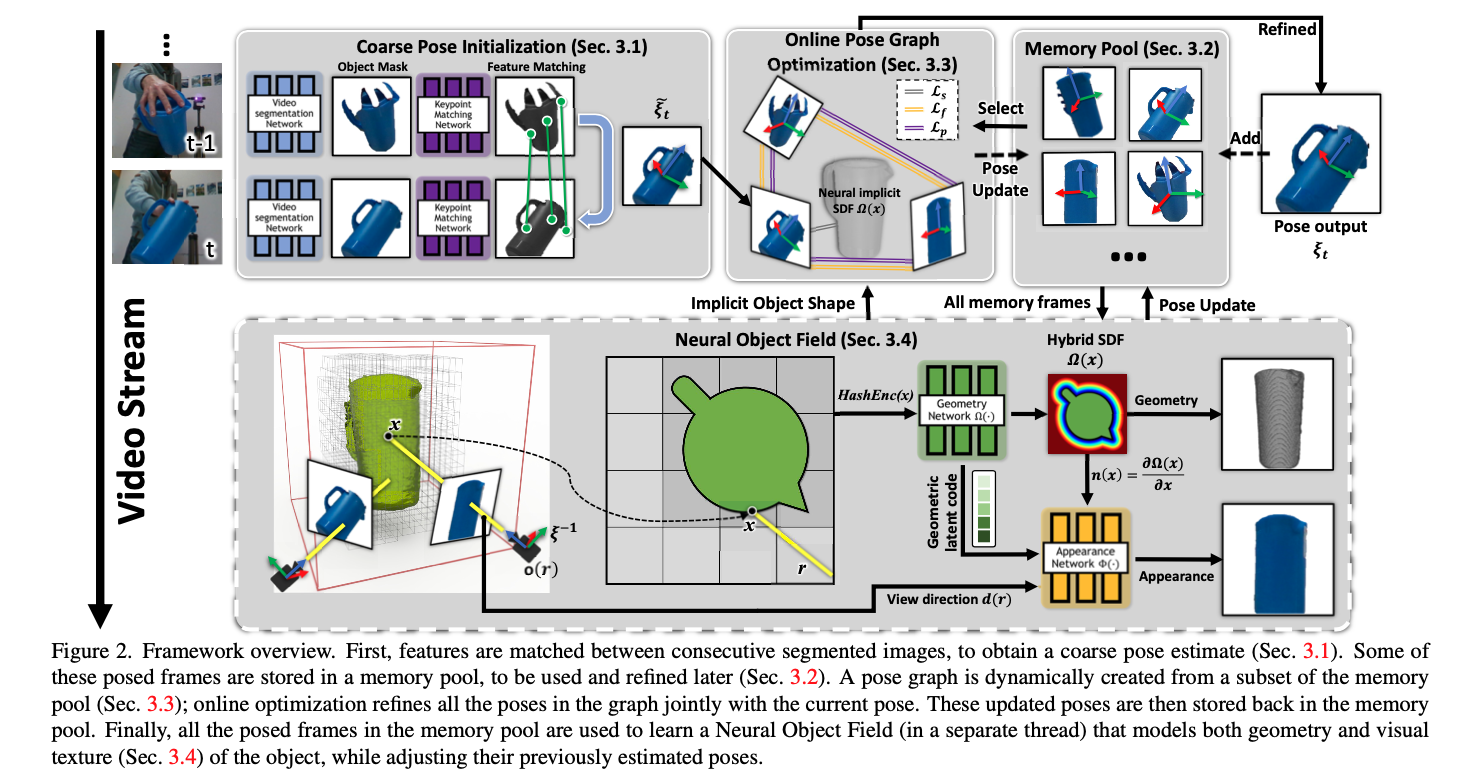 Coarse Pose Initialization (Sec. 3.1)
Object Mask
Feature Matching
Video
segmentation
Network
Keypoint
Matching
Network
t-1
Video
segmentation
Network
Keypoint
Matching
Network
t
ξ̃t
Online Pose Graph
Optimization (Sec. 3.3)
ℒs
ℒf
ℒp
Neural implicit
SDF Ω(x)
Select
Pose
Update
Memory Pool (Sec. 3.2)
Refined
Add
Pose output
ξt
Video Stream
Implicit Object Shape
All memory frames
Pose Update
Neural Object Field (Sec. 3.4)
x
ξ⁻¹
o(r)
x
r
HashEnc(x)
Geometry
Network Ω(·)
Hybrid SDF
Ω(x)
Geometry
n(x) = ∂Ω(x)/∂x
Geometric
latent code
Appearance
Network Φ(·)
Appearance
View direction d(r)
Figure 2. Framework overview. First, features are matched between consecutive segmented images, to obtain a coarse pose estimate (Sec. 3.1). Some of
these posed frames are stored in a memory pool, to be used and refined later (Sec. 3.2). A pose graph is dynamically created from a subset of the memory
pool (Sec. 3.3); online optimization refines all the poses in the graph jointly with the current pose. These updated poses are then stored back in the memory
pool. Finally, all the posed frames in the memory pool are used to learn a Neural Object Field (in a separate thread) that models both geometry and visual
texture (Sec. 3.4) of the object, while adjusting their previously estimated poses.